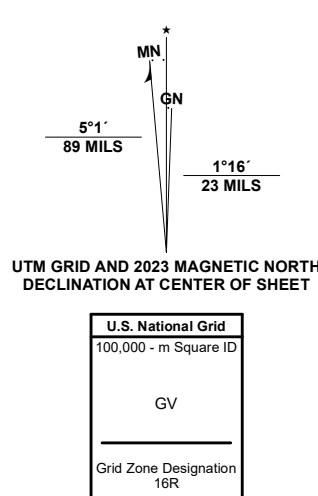 ★
MN
GN
5°1´
89 MILS
1°16´
23 MILS
UTM GRID AND 2023 MAGNETIC NORTH
DECLINATION AT CENTER OF SHEET
U.S. National Grid
100,000 - m Square ID
GV
Grid Zone Designation
16R